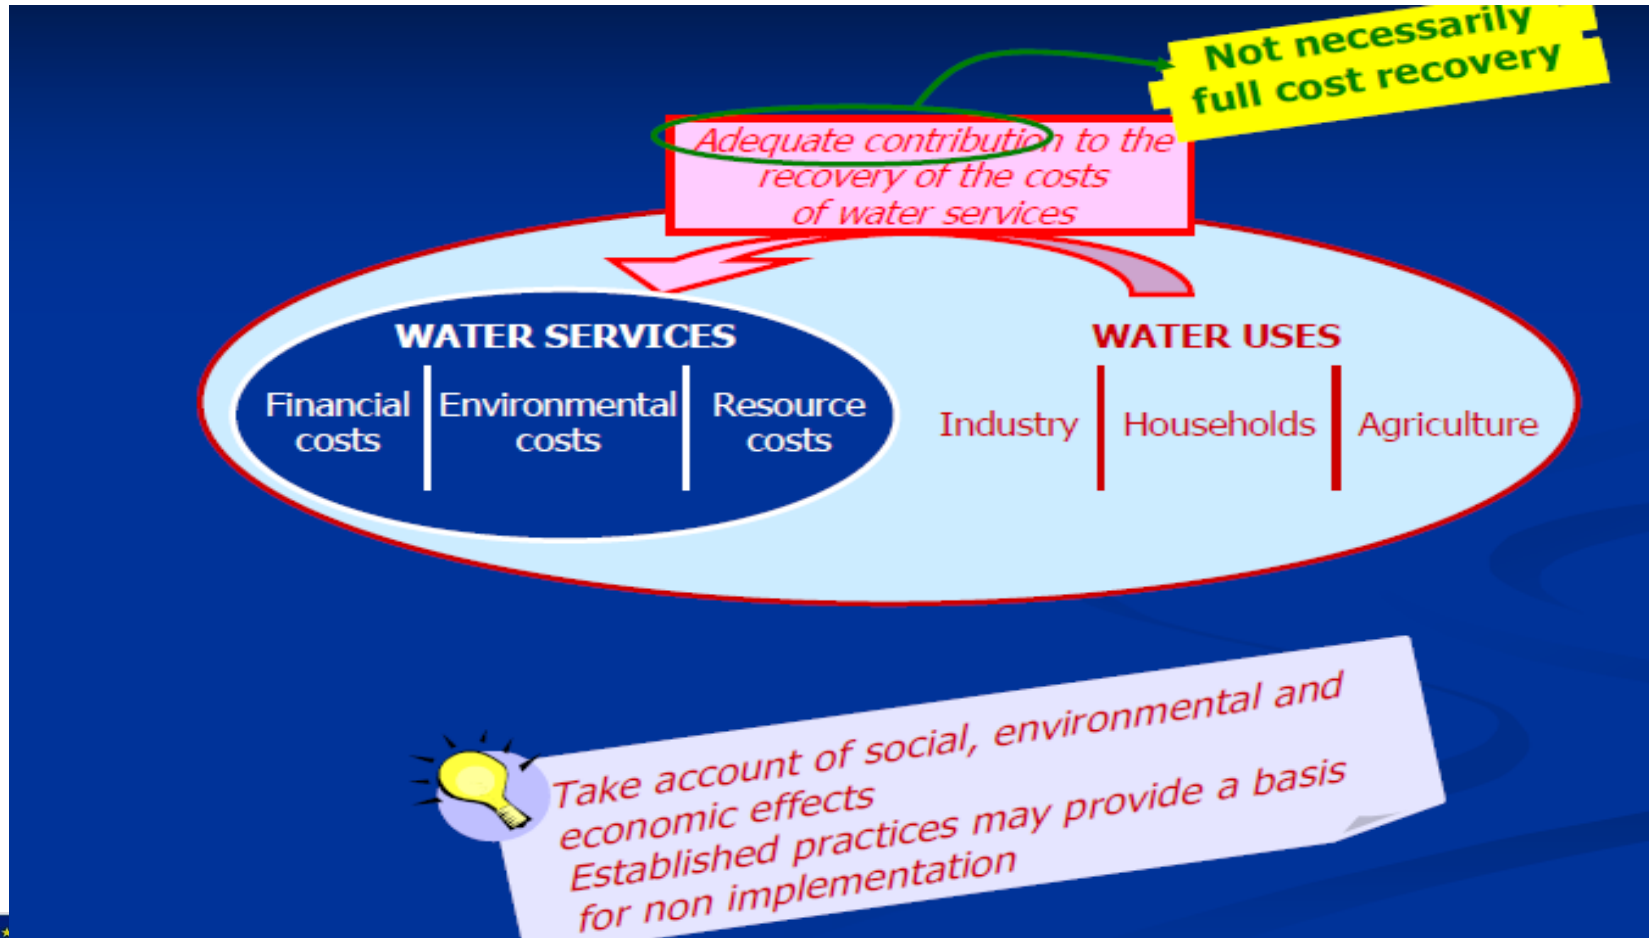 Not necessarily
full cost recovery
Adequate contribution to the
recovery of the costs
of water services
WATER SERVICES
Financial costs
Environmental costs
Resource costs
WATER USES
Industry
Households
Agriculture
Take account of social, environmental and
economic effects
Established practices may provide a basis
for non implementation